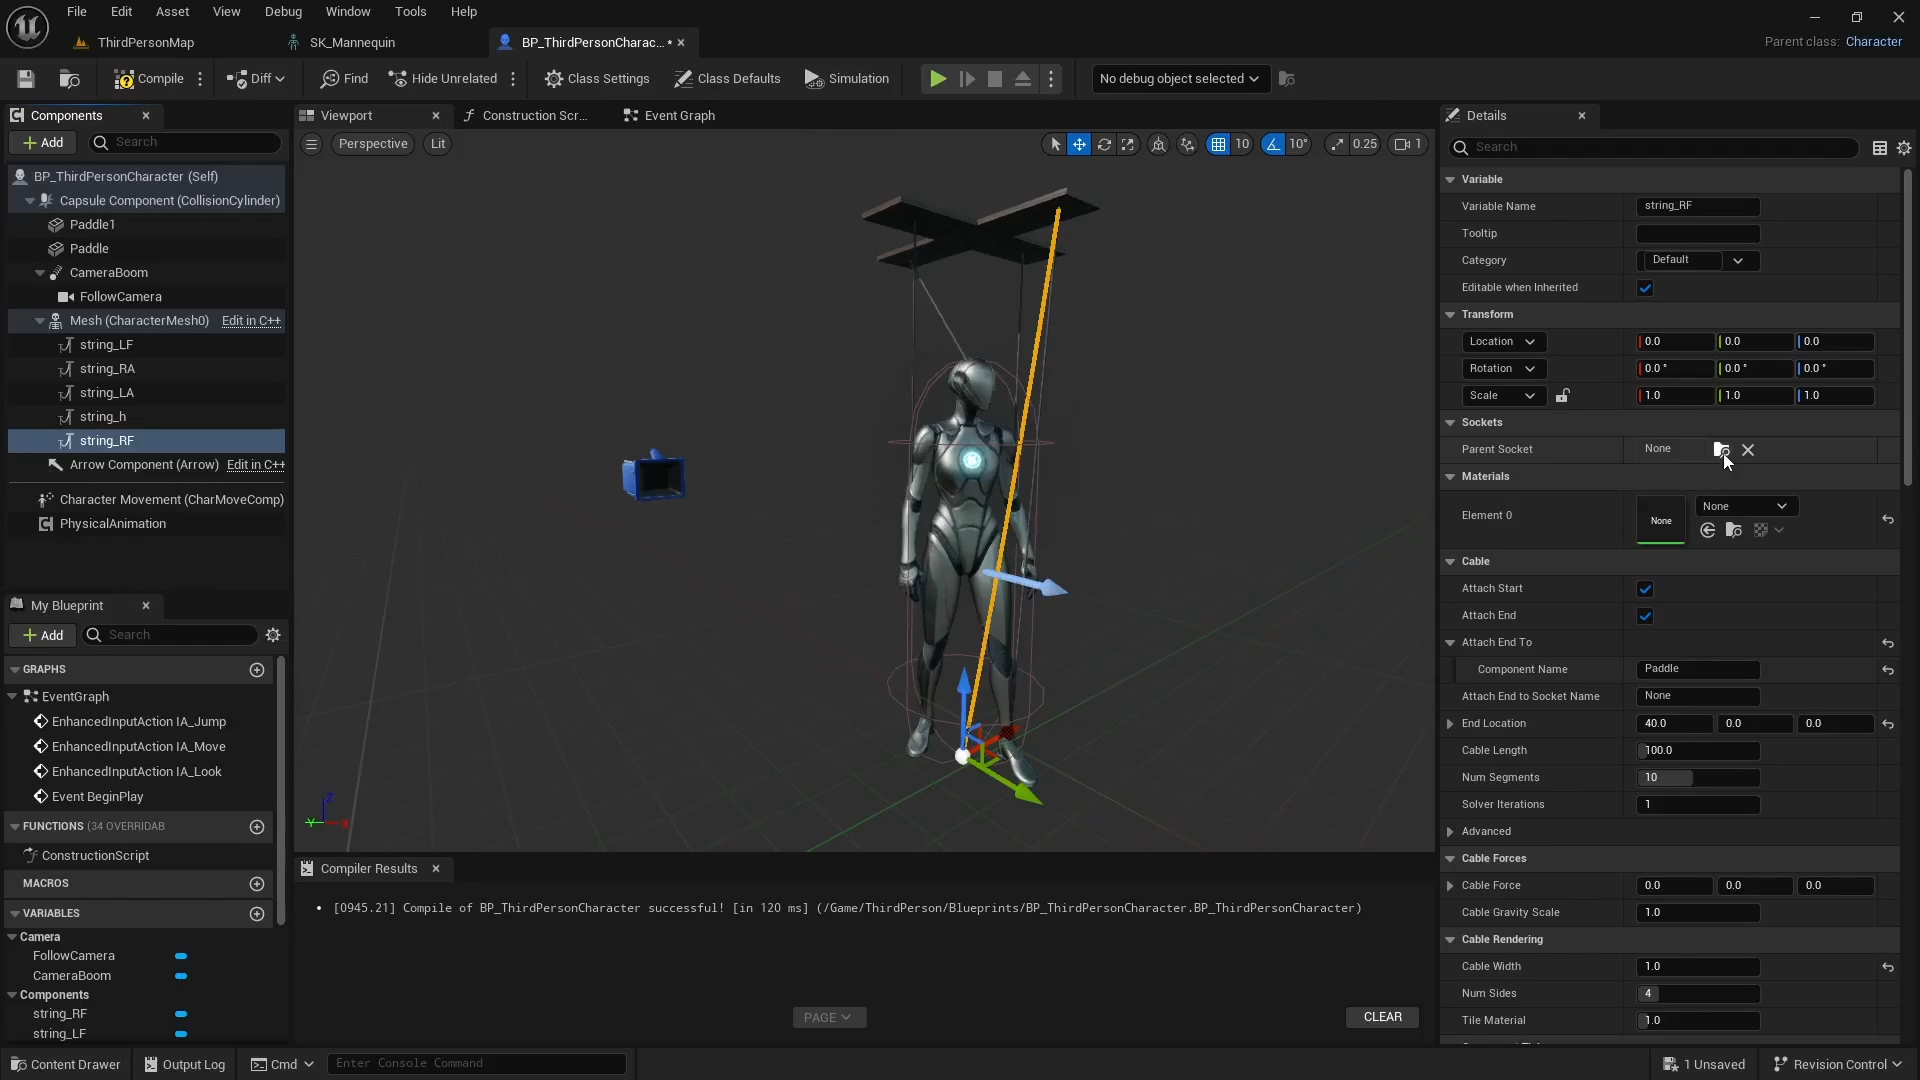 File Edit Asset View Debug Window Tools Help
ThirdPersonMap
SK_Mannequin
BP_ThirdPersonCharac... •
Parent class: Character
Compile
Diff
Find
Hide Unrelated
Class Settings
Class Defaults
Simulation
No debug object selected
Components
Add
Search
BP_ThirdPersonCharacter (Self)
Capsule Component (CollisionCylinder)
Paddle1
Paddle
CameraBoom
FollowCamera
Mesh (CharacterMesh0) Edit in C++
string_LF
string_RA
string_LA
string_h
string_RF
Arrow Component (Arrow) Edit in C++
Character Movement (CharMoveComp)
PhysicalAnimation
My Blueprint
Add
Search
GRAPHS
EventGraph
EnhancedInputAction IA_Jump
EnhancedInputAction IA_Move
EnhancedInputAction IA_Look
Event BeginPlay
FUNCTIONS (34 OVERRIDAB
ConstructionScript
MACROS
VARIABLES
Camera
FollowCamera
CameraBoom
Components
string_RF
string_LF
Viewport
Construction Scr...
Event Graph
Perspective
Lit
10
10°
0.25
1
Z
Y
X
Compiler Results
• [0945.21] Compile of BP_ThirdPersonCharacter successful! [in 120 ms] (/Game/ThirdPerson/Blueprints/BP_ThirdPersonCharacter.BP_ThirdPersonCharacter)
PAGE
CLEAR
Details
Search
Variable
Variable Name string_RF
Tooltip
Category Default
Editable when Inherited
Transform
Location 0.0 0.0 0.0
Rotation 0.0 ° 0.0 ° 0.0 °
Scale 1.0 1.0 1.0
Sockets
Parent Socket None
Materials
Element 0 None None
Cable
Attach Start
Attach End
Attach End To
Component Name Paddle
Attach End to Socket Name None
End Location 40.0 0.0 0.0
Cable Length 100.0
Num Segments 10
Solver Iterations 1
Advanced
Cable Forces
Cable Force 0.0 0.0 0.0
Cable Gravity Scale 1.0
Cable Rendering
Cable Width 1.0
Num Sides 4
Tile Material 1.0
Content Drawer
Output Log
Cmd
Enter Console Command
1 Unsaved
Revision Control